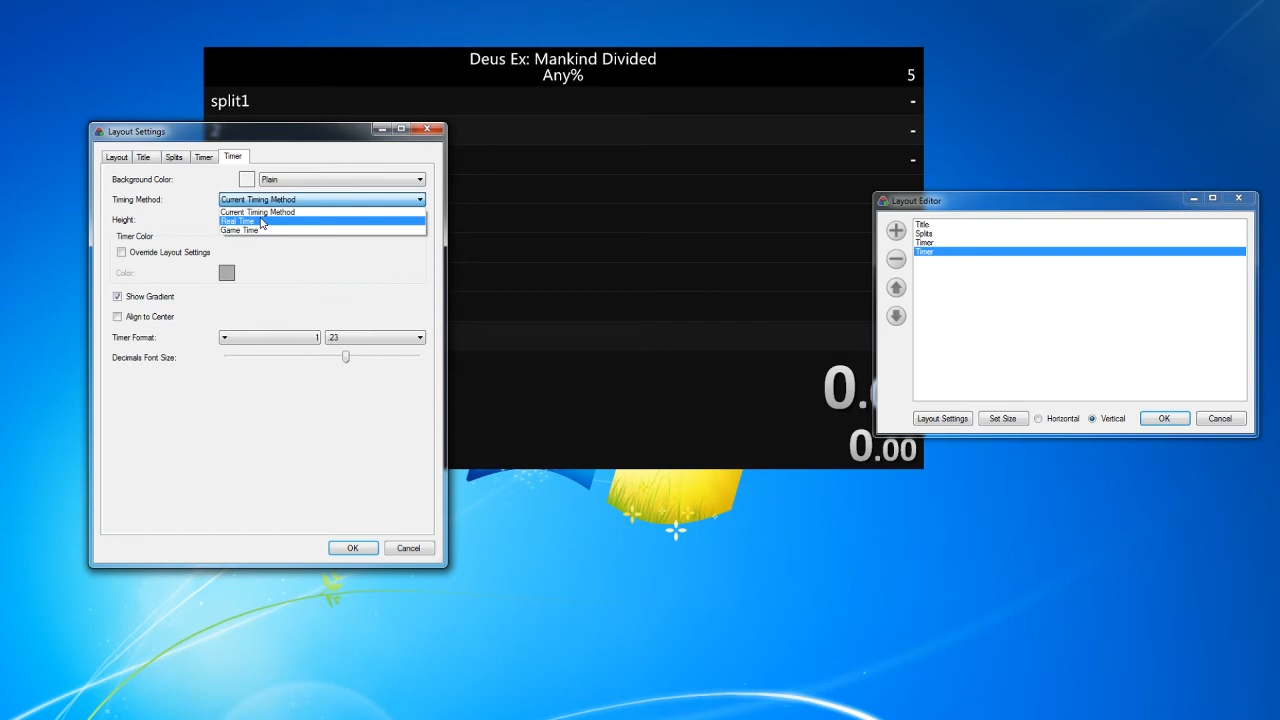 Deus Ex: Mankind Divided
Any%
5
split1
-
-
-
Layout Settings
Layout
Title
Splits
Timer
Timer
Background Color:
Plain
Timing Method:
Current Timing Method
Current Timing Method
Real Time
Game Time
Height:
Timer Color
Override Layout Settings
Color:
Show Gradient
Align to Center
Timer Format:
1
.23
Decimals Font Size:
OK
Cancel
Layout Editor
Title
Splits
Timer
Timer
Layout Settings
Set Size
Horizontal
Vertical
OK
Cancel
0.
0.00